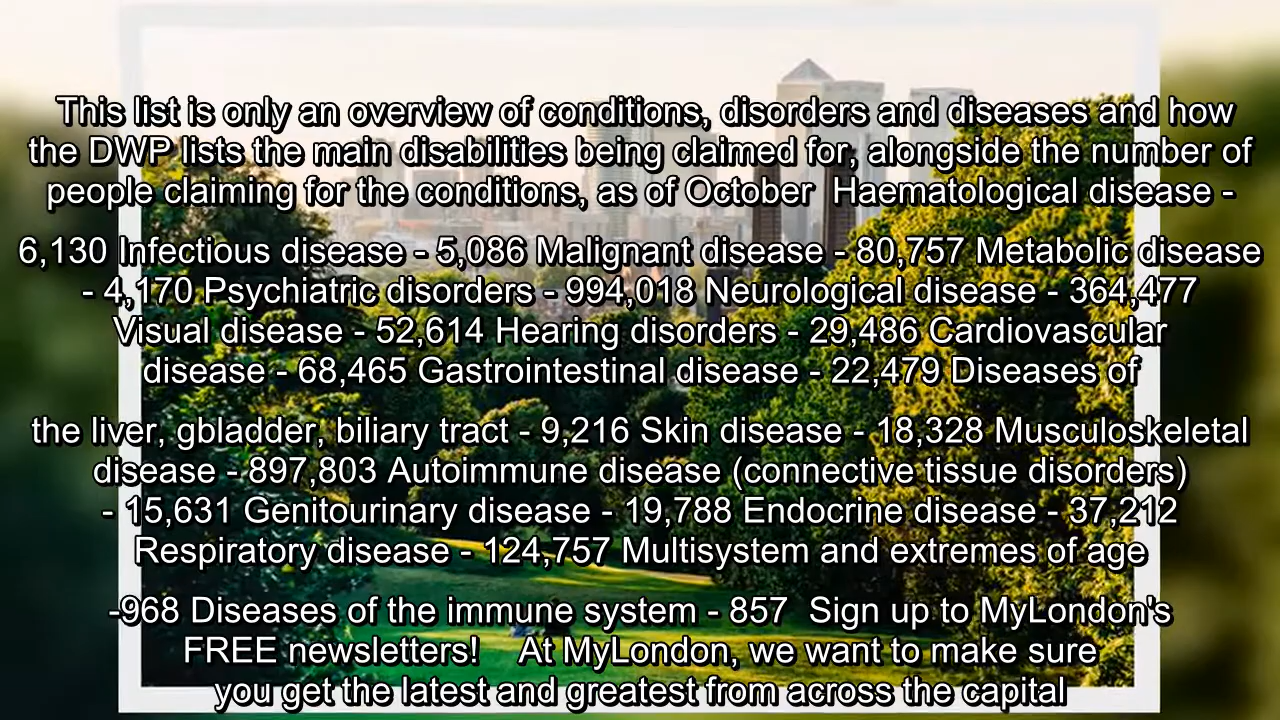 This list is only an overview of conditions, disorders and diseases and how
the DWP lists the main disabilities being claimed for, alongside the number of
people claiming for the conditions, as of October  Haematological disease -
6,130 Infectious disease - 5,086 Malignant disease - 80,757 Metabolic disease
- 4,170 Psychiatric disorders - 994,018 Neurological disease - 364,477
Visual disease - 52,614 Hearing disorders - 29,486 Cardiovascular
disease - 68,465 Gastrointestinal disease - 22,479 Diseases of
the liver, gbladder, biliary tract - 9,216 Skin disease - 18,328 Musculoskeletal
disease - 897,803 Autoimmune disease (connective tissue disorders)
- 15,631 Genitourinary disease - 19,788 Endocrine disease - 37,212
Respiratory disease - 124,757 Multisystem and extremes of age
-968 Diseases of the immune system - 857  Sign up to MyLondon's
FREE newsletters!    At MyLondon, we want to make sure
you get the latest and greatest from across the capital